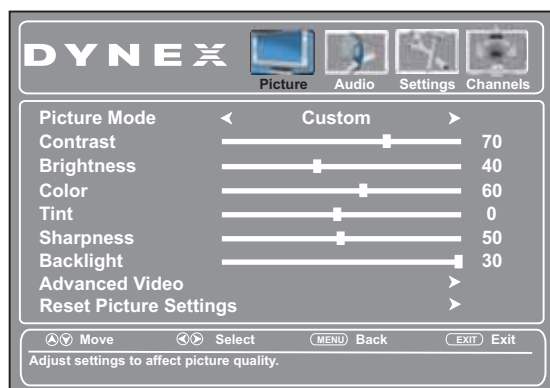 DYNEX
Picture Audio Settings Channels
Picture Mode Custom
Contrast 70
Brightness 40
Color 60
Tint 0
Sharpness 50
Backlight 30
Advanced Video
Reset Picture Settings
Move Select MENU Back EXIT Exit
Adjust settings to affect picture quality.